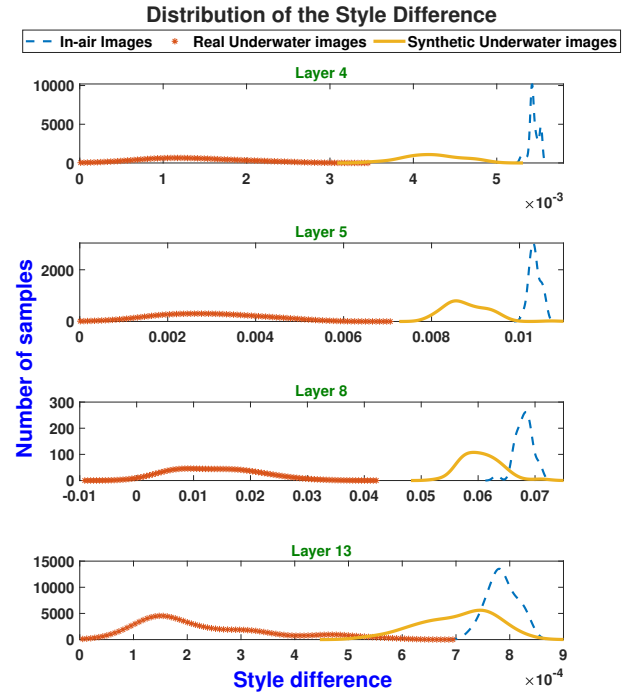 Distribution of the Style Difference
In-air Images Real Underwater images Synthetic Underwater images
Layer 4
10000
5000
0
0 1 2 3 4 5
×10⁻³
Layer 5
2000
0
0 0.002 0.004 0.006 0.008 0.01
Number of samples
Layer 8
300
200
100
0
-0.01 0 0.01 0.02 0.03 0.04 0.05 0.06 0.07
Layer 13
15000
10000
5000
0
0 1 2 3 4 5 6 7 8 9
×10⁻⁴
Style difference